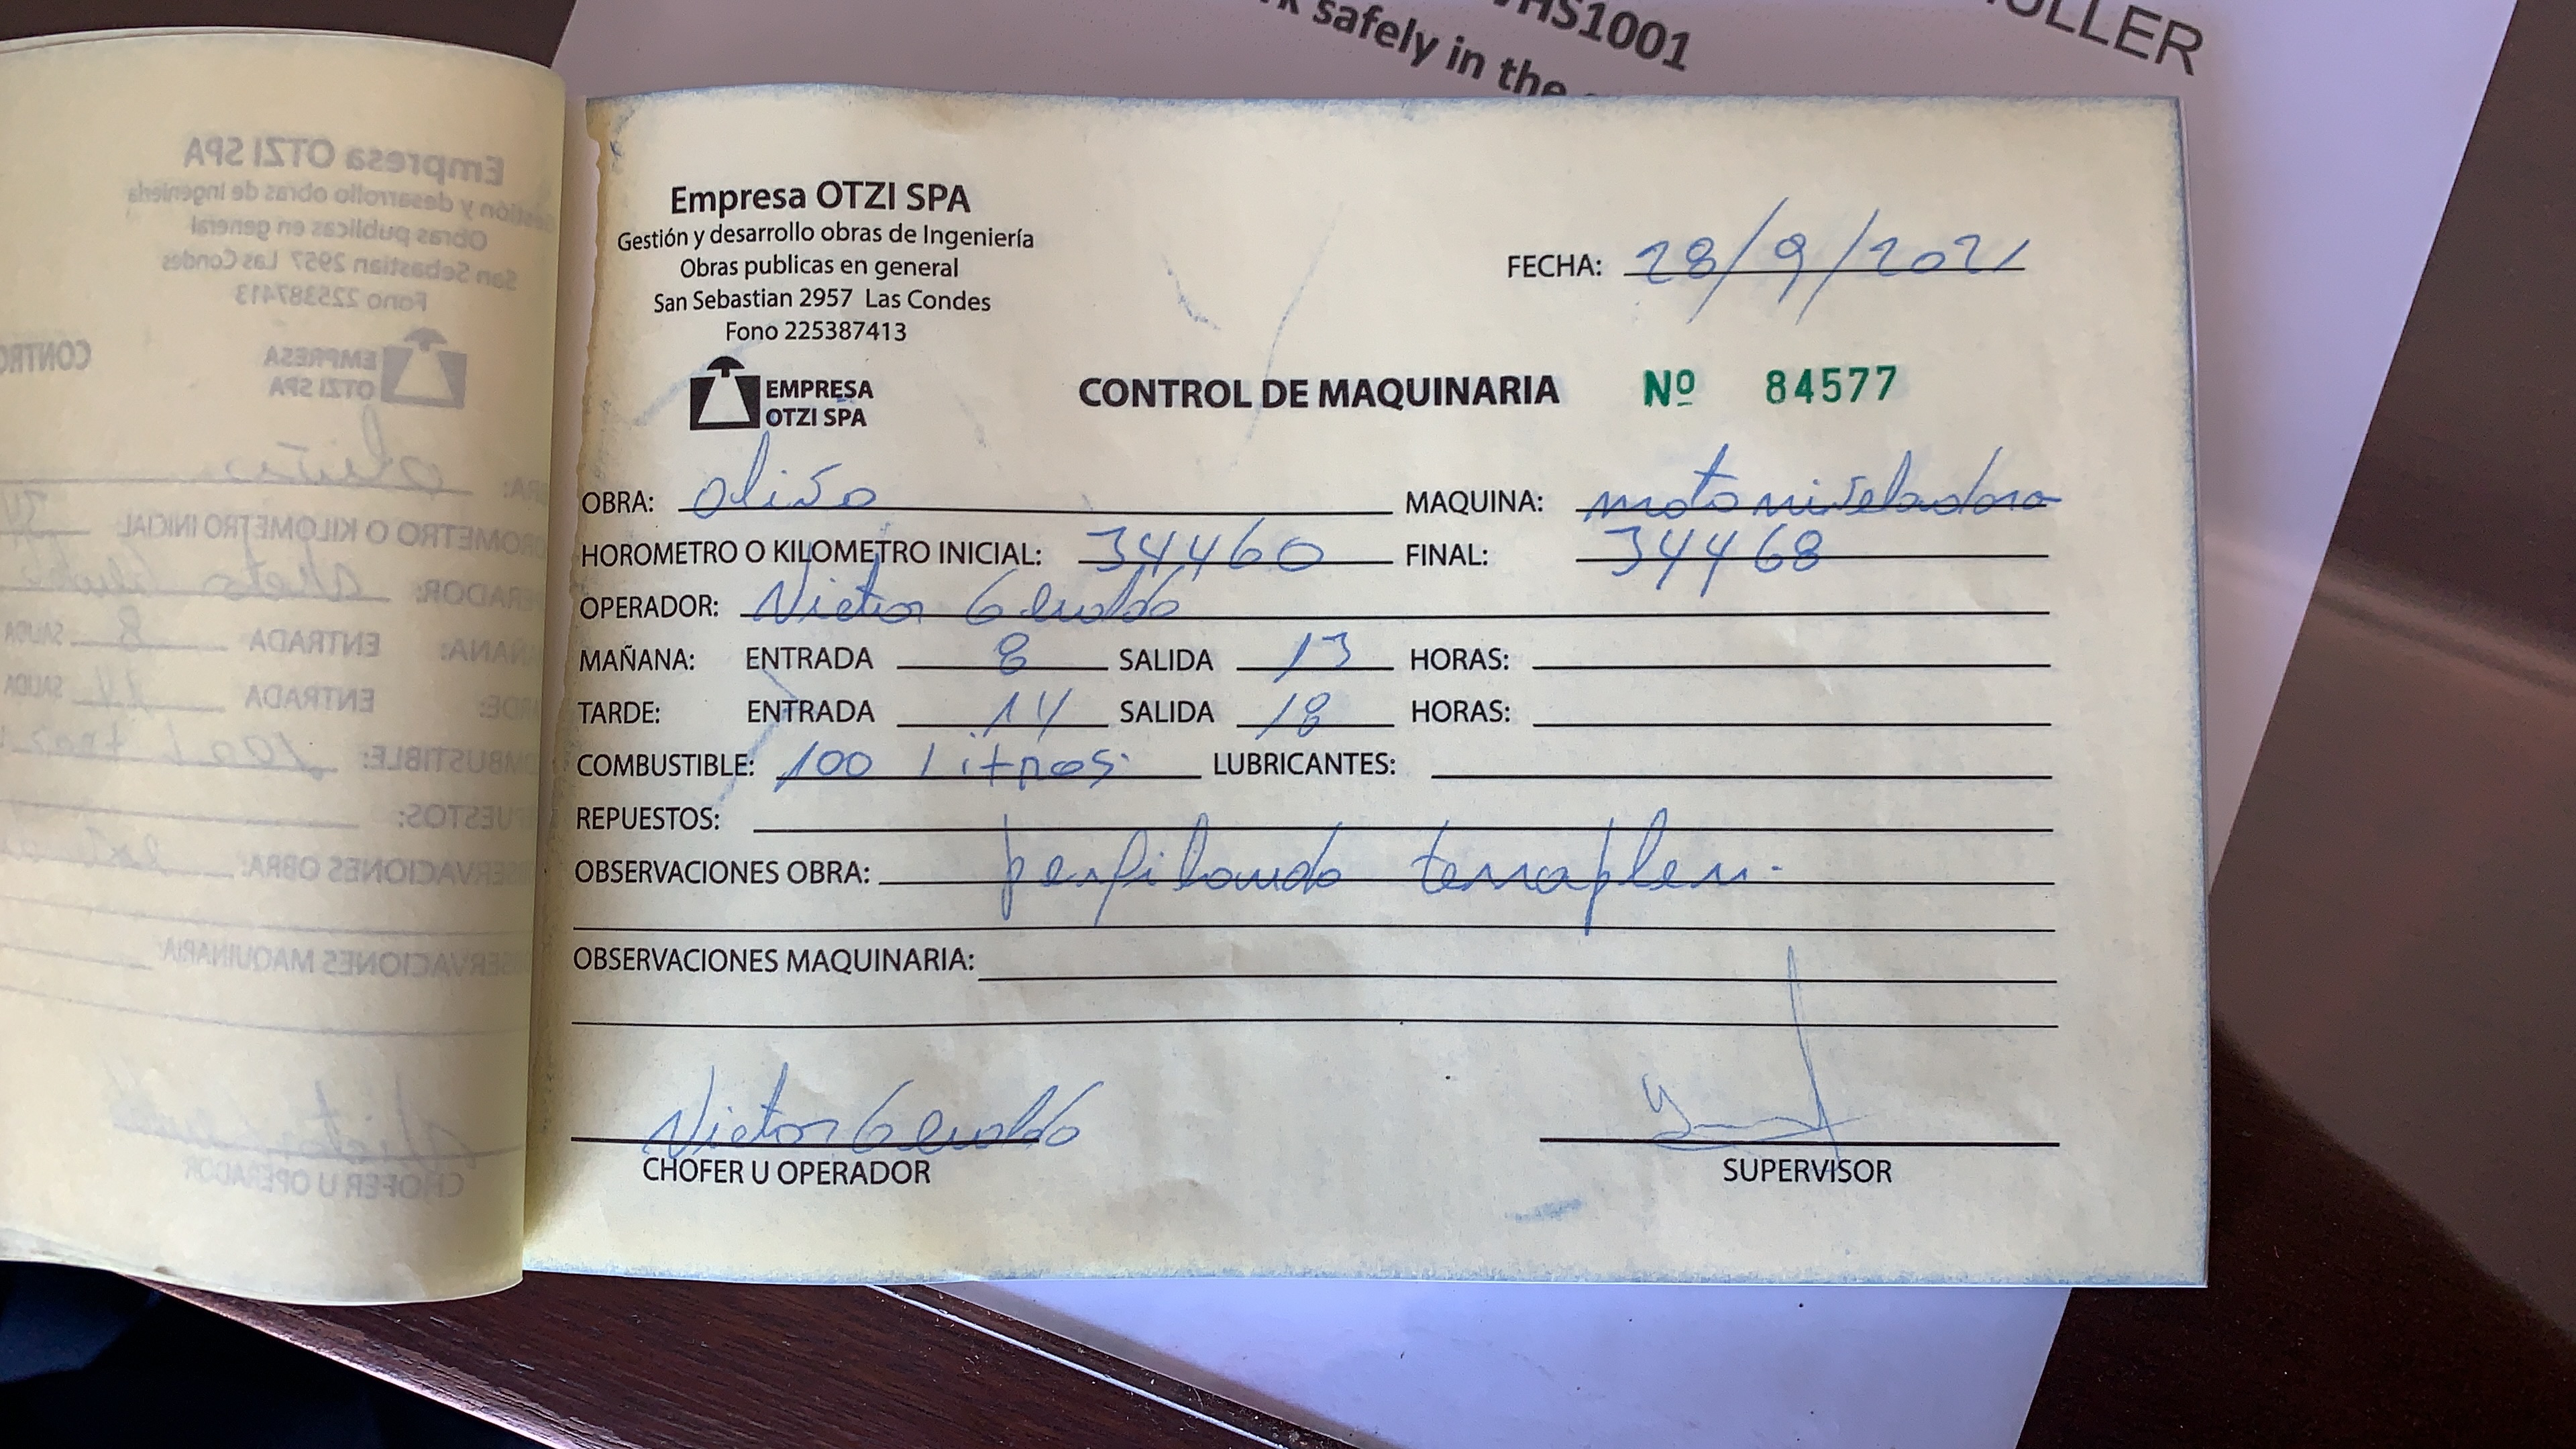 HS1001
safely in the
LLER
Empresa OTZI SPA
Gestión y desarrollo obras de Ingeniería
Obras publicas en general
San Sebastian 2957 Las Condes
Fono 225387413
EMPRESA
OTZI SPA
FECHA: 28/9/2021
CONTROL DE MAQUINARIA Nº 84577
OBRA: MAQUINA: motoniveladora
HOROMETRO O KILOMETRO INICIAL: 34460 FINAL: 34468
OPERADOR: Victor
MAÑANA: ENTRADA 8 SALIDA 13 HORAS:
TARDE: ENTRADA 14 SALIDA 18 HORAS:
COMBUSTIBLE: 100 Litros. LUBRICANTES:
REPUESTOS:
OBSERVACIONES OBRA: perfilando terraplen.
OBSERVACIONES MAQUINARIA:
Victor
CHOFER U OPERADOR
SUPERVISOR